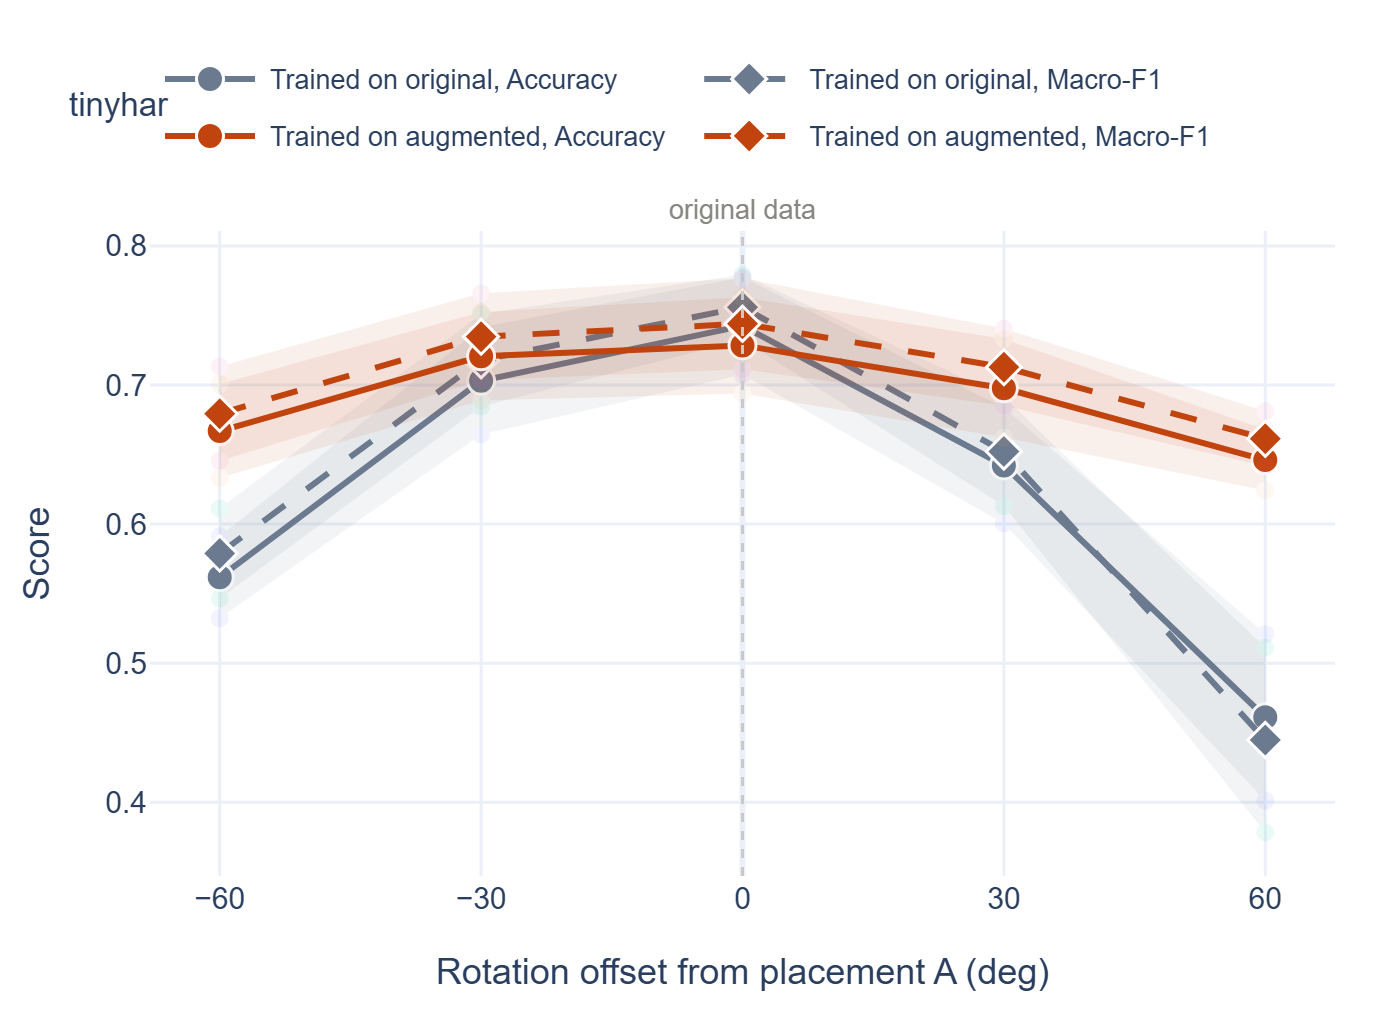 tinyhar
Trained on original, Accuracy
Trained on original, Macro-F1
Trained on augmented, Accuracy
Trained on augmented, Macro-F1
original data
0.8
0.7
0.6
0.5
0.4
Score
−60
−30
0
30
60
Rotation offset from placement A (deg)